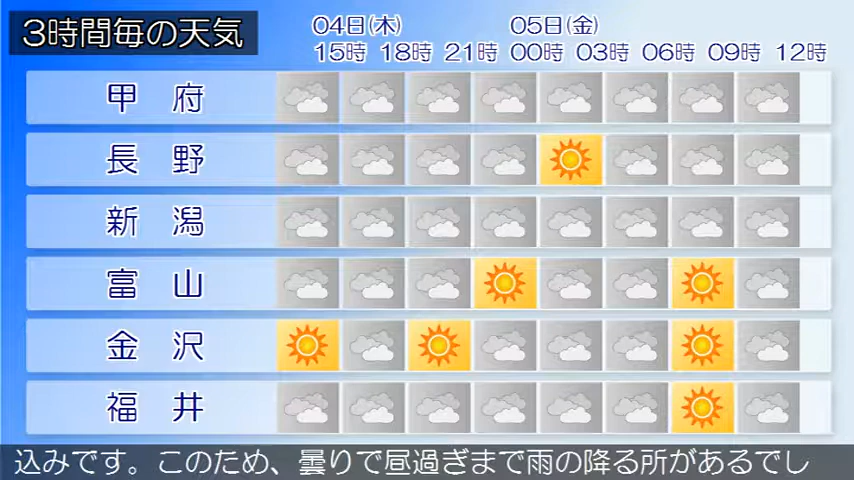 3時間毎の天気
04日(木) 05日(金)
15時 18時 21時 00時 03時 06時 09時 12時
甲 府
長 野
新 潟
富 山
金 沢
福 井
込みです。このため、曇りで昼過ぎまで雨の降る所があるでし